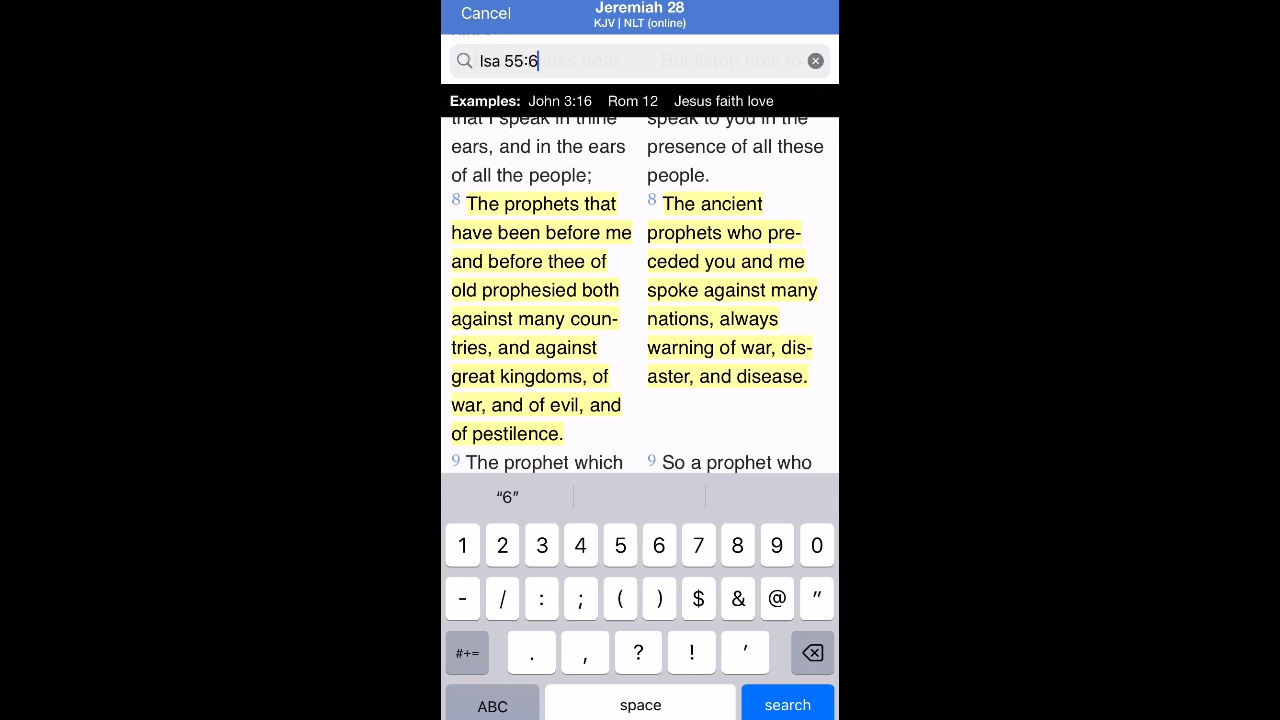 Cancel
Jeremiah 28
KJV | NLT (online)
Isa 55:6
Examples: John 3:16 Rom 12 Jesus faith love
that I speak in thine
ears, and in the ears
of all the people;
8 The prophets that
have been before me
and before thee of
old prophesied both
against many coun-
tries, and against
great kingdoms, of
war, and of evil, and
of pestilence.
9 The prophet which
speak to you in the
presence of all these
people.
8 The ancient
prophets who pre-
ceded you and me
spoke against many
nations, always
warning of war, dis-
aster, and disease.
9 So a prophet who
“6”
1 2 3 4 5 6 7 8 9 0
- / : ; ( ) $ & @ "
#+= . , ? ! '
ABC space search